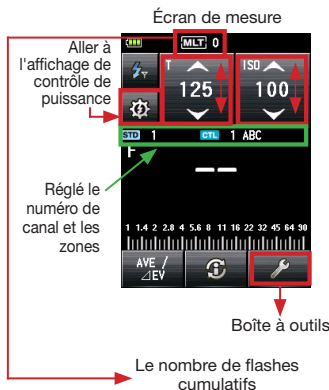 Écran de mesure
Aller à
l'affichage de
contrôle de
puissance
MLT 0
T
ISO
125
100
STD 1
CTL 1 ABC
F
Réglé le
numéro de
canal et les
zones
1 1.4 2 2.8 4 5.6 8 11 16 22 32 45 64 90
AVE /
⊿EV
Boîte à outils
Le nombre de flashes
cumulatifs